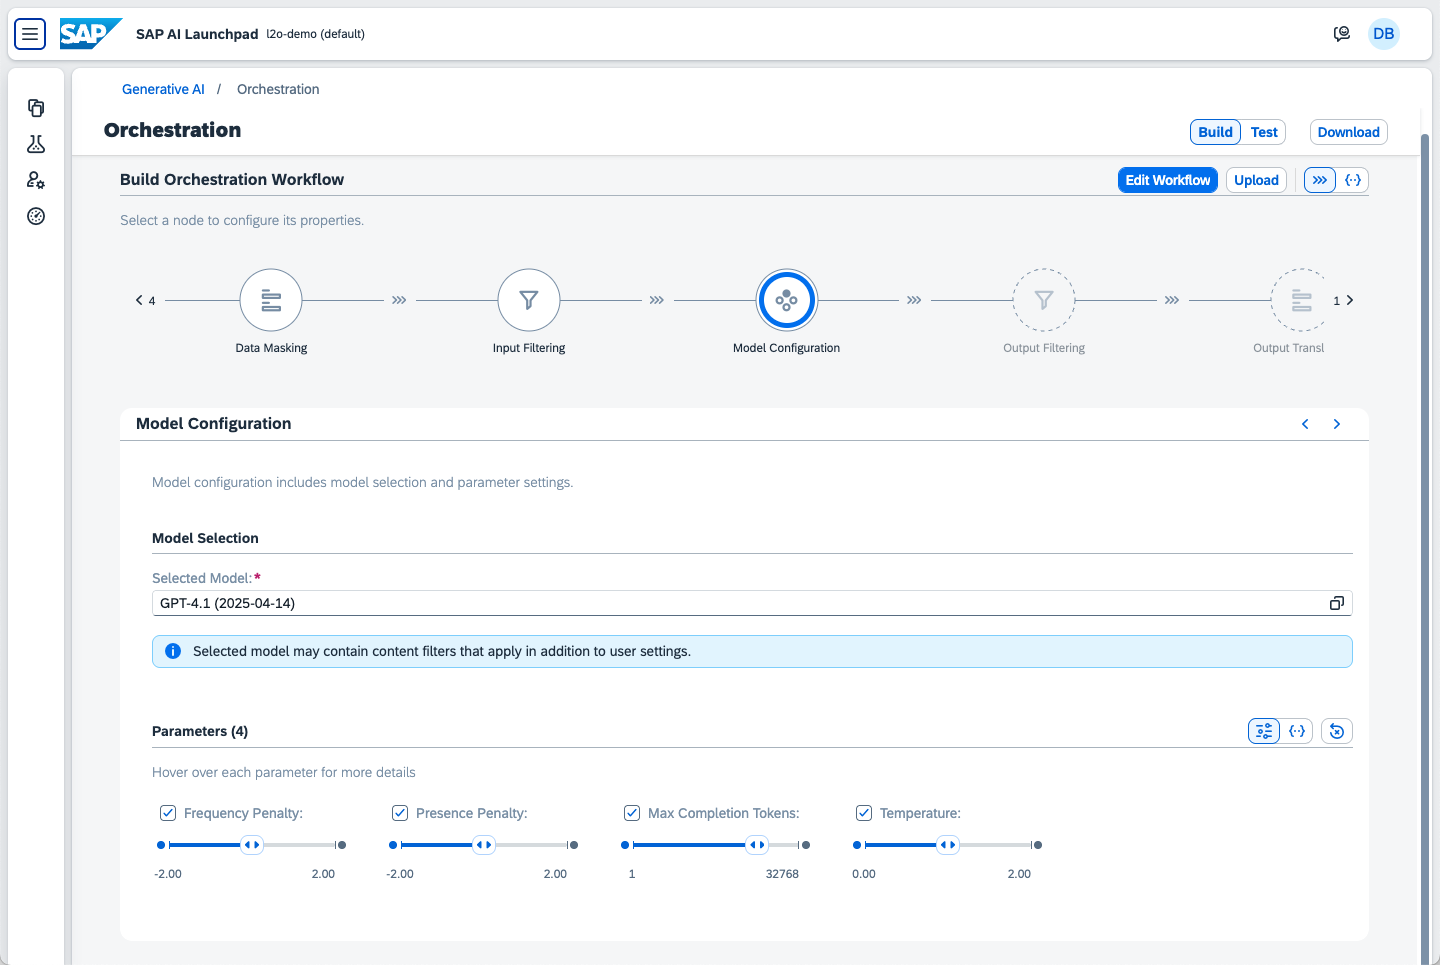 SAP SAP AI Launchpad l2o-demo (default) DB
Generative AI / Orchestration
Orchestration Build Test Download
Build Orchestration Workflow Edit Workflow Upload
Select a node to configure its properties.
4 1
Data Masking Input Filtering Model Configuration Output Filtering Output Transl
Model Configuration
Model configuration includes model selection and parameter settings.
Model Selection
Selected Model:*
GPT-4.1 (2025-04-14)
Selected model may contain content filters that apply in addition to user settings.
Parameters (4)
Hover over each parameter for more details
Frequency Penalty: Presence Penalty: Max Completion Tokens: Temperature:
-2.00 2.00 -2.00 2.00 1 32768 0.00 2.00